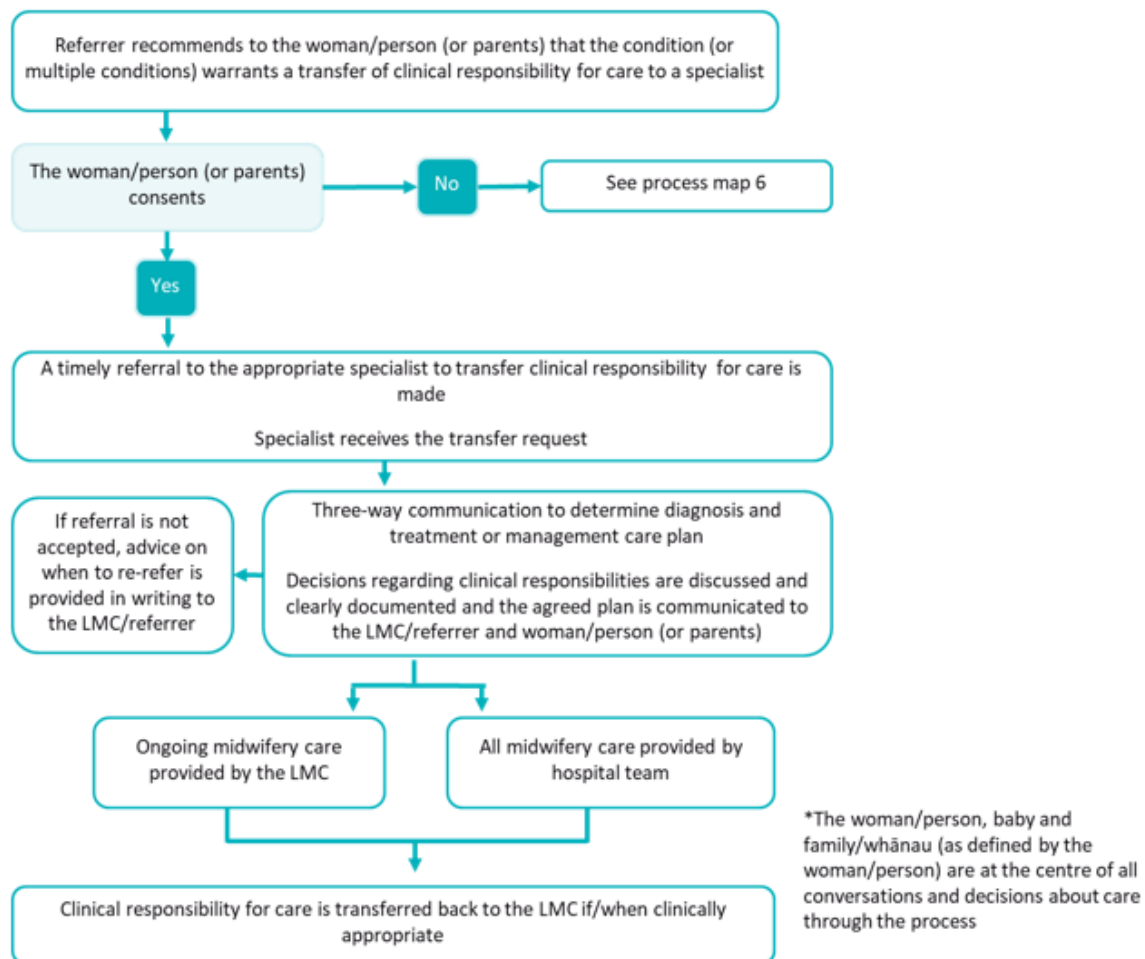 Referrer recommends to the woman/person (or parents) that the condition (or
multiple conditions) warrants a transfer of clinical responsibility for care to a specialist
The woman/person (or parents)
consents
No
See process map 6
Yes
A timely referral to the appropriate specialist to transfer clinical responsibility for care is
made
Specialist receives the transfer request
If referral is not
accepted, advice on
when to re-refer is
provided in writing to
the LMC/referrer
Three-way communication to determine diagnosis and
treatment or management care plan
Decisions regarding clinical responsibilities are discussed and
clearly documented and the agreed plan is communicated to
the LMC/referrer and woman/person (or parents)
Ongoing midwifery care
provided by the LMC
All midwifery care provided by
hospital team
*The woman/person, baby and
family/whānau (as defined by the
woman/person) are at the centre of all
conversations and decisions about care
through the process
Clinical responsibility for care is transferred back to the LMC if/when clinically
appropriate